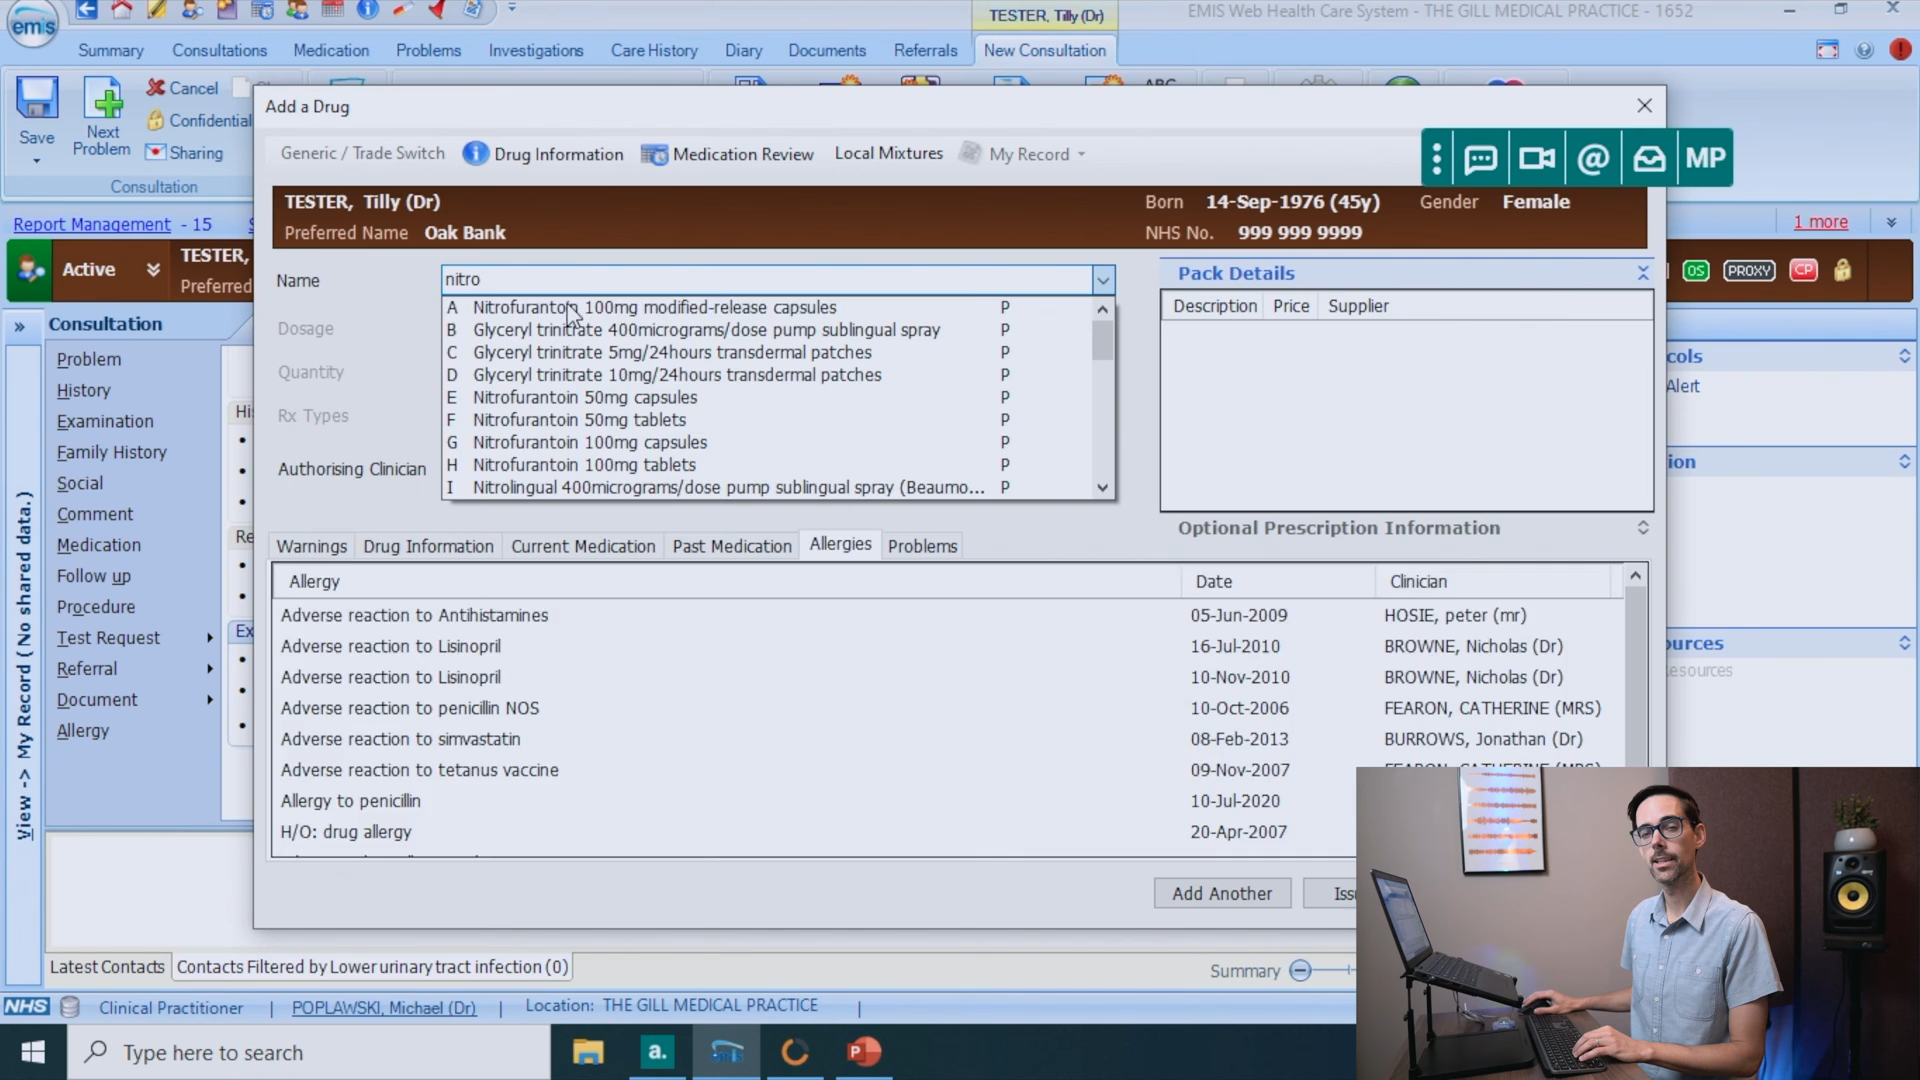 TESTER, Tilly (Dr)
EMIS Web Health Care System - THE GILL MEDICAL PRACTICE - 1652
emis
Summary Consultations Medication Problems Investigations Care History Diary Documents Referrals New Consultation
Save
Next Problem
Cancel
Confidential
Sharing
Consultation
ABC
Add a Drug
Generic / Trade Switch Drug Information Medication Review Local Mixtures My Record
@ MP
TESTER, Tilly (Dr) Born 14-Sep-1976 (45y) Gender Female
Preferred Name Oak Bank NHS No. 999 999 9999
Report Management - 15
1 more
Active
TESTER,
Preferred
OS PROXY CP
Name nitro
Dosage
Quantity
Rx Types
Authorising Clinician
A Nitrofurantoin 100mg modified-release capsules P
B Glyceryl trinitrate 400micrograms/dose pump sublingual spray P
C Glyceryl trinitrate 5mg/24hours transdermal patches P
D Glyceryl trinitrate 10mg/24hours transdermal patches P
E Nitrofurantoin 50mg capsules P
F Nitrofurantoin 50mg tablets P
G Nitrofurantoin 100mg capsules P
H Nitrofurantoin 100mg tablets P
I Nitrolingual 400micrograms/dose pump sublingual spray (Beaumo... P
Pack Details
Description Price Supplier
Optional Prescription Information
Consultation
Problem
History
Examination
Family History
Social
Comment
Medication
Follow up
Procedure
Test Request
Referral
Document
Allergy
View -> My Record ( No shared data.)
His
Re
Ex
cols
Alert
ion
ources
esources
Warnings Drug Information Current Medication Past Medication Allergies Problems
Allergy Date Clinician
Adverse reaction to Antihistamines 05-Jun-2009 HOSIE, peter (mr)
Adverse reaction to Lisinopril 16-Jul-2010 BROWNE, Nicholas (Dr)
Adverse reaction to Lisinopril 10-Nov-2010 BROWNE, Nicholas (Dr)
Adverse reaction to penicillin NOS 10-Oct-2006 FEARON, CATHERINE (MRS)
Adverse reaction to simvastatin 08-Feb-2013 BURROWS, Jonathan (Dr)
Adverse reaction to tetanus vaccine 09-Nov-2007 FEARON, CATHERINE (MRS)
Allergy to penicillin 10-Jul-2020
H/O: drug allergy 20-Apr-2007
Add Another Iss
Latest Contacts Contacts Filtered by Lower urinary tract infection (0)
Summary
NHS Clinical Practitioner | POPLAWSKI, Michael (Dr) | Location: THE GILL MEDICAL PRACTICE |
Type here to search
a. emis P